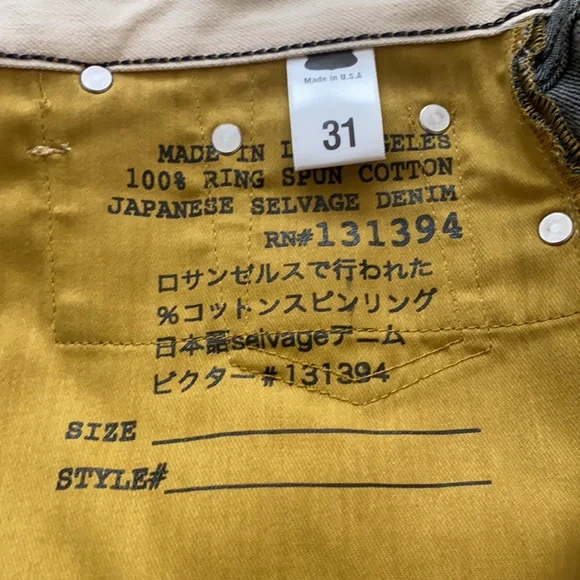 Made in U.S.A
31
MADE IN L GELES
100% RING SPUN COTTON
JAPANESE SELVAGE DENIM
RN#131394
ロサンゼルスで行われた
%コットンスピンリング
日本語selvageデニム
ビクター#131394
SIZE
STYLE#